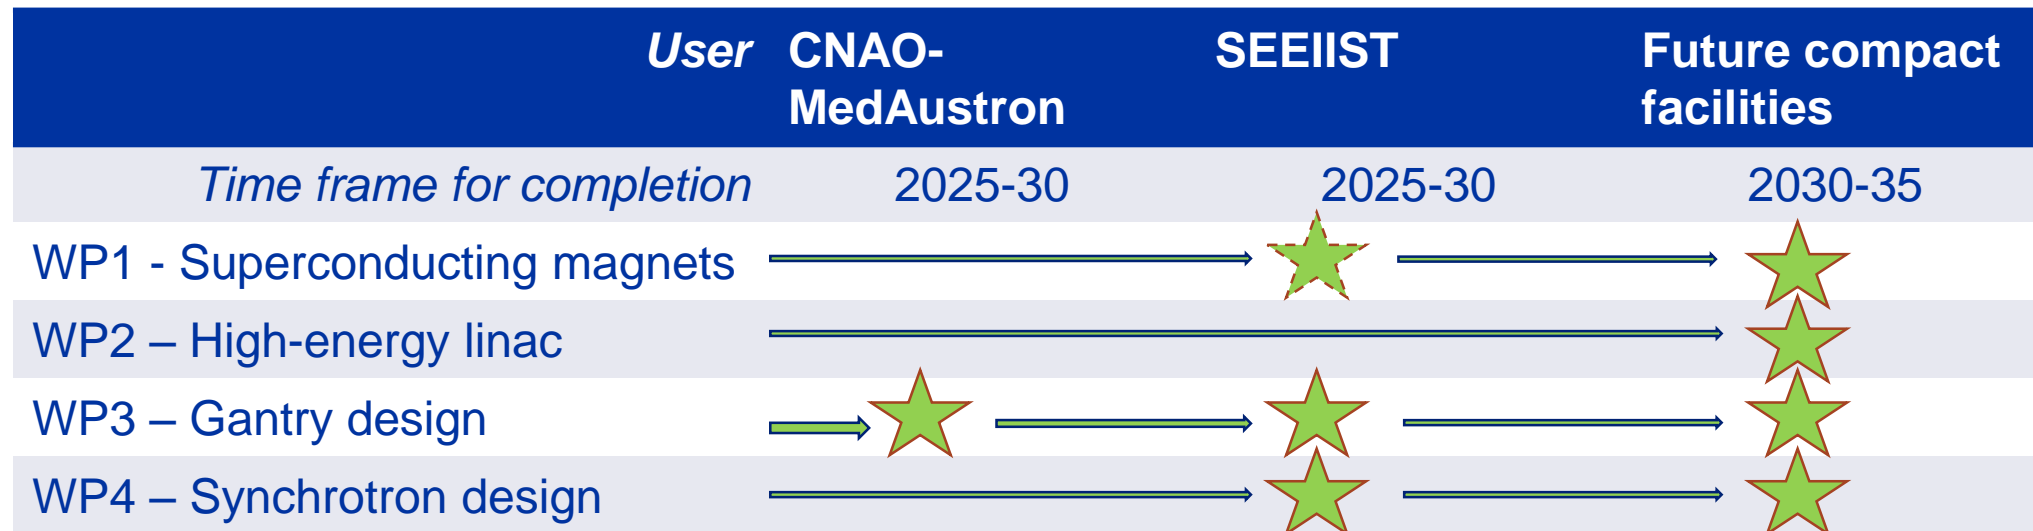 User CNAO- SEEIIST Future compact
MedAustron facilities
Time frame for completion 2025-30 2025-30 2030-35
WP1 - Superconducting magnets
WP2 – High-energy linac
WP3 – Gantry design
WP4 – Synchrotron design